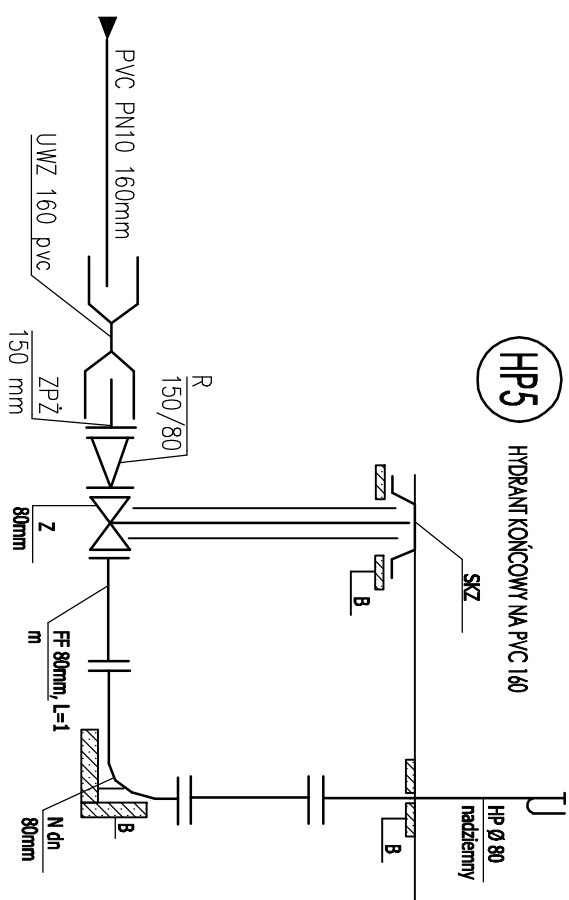 HP5
HYDRANT KOŃCOWY NA PVC 160
PVC PN10 160mm
UWZ 160 pvc
ZPŻ
150 mm
R
150/80
Z
80mm
SKZ
B
FF 80mm, L=1
m
N dn
80mm
B
B
HP Ø 80
nadziemny